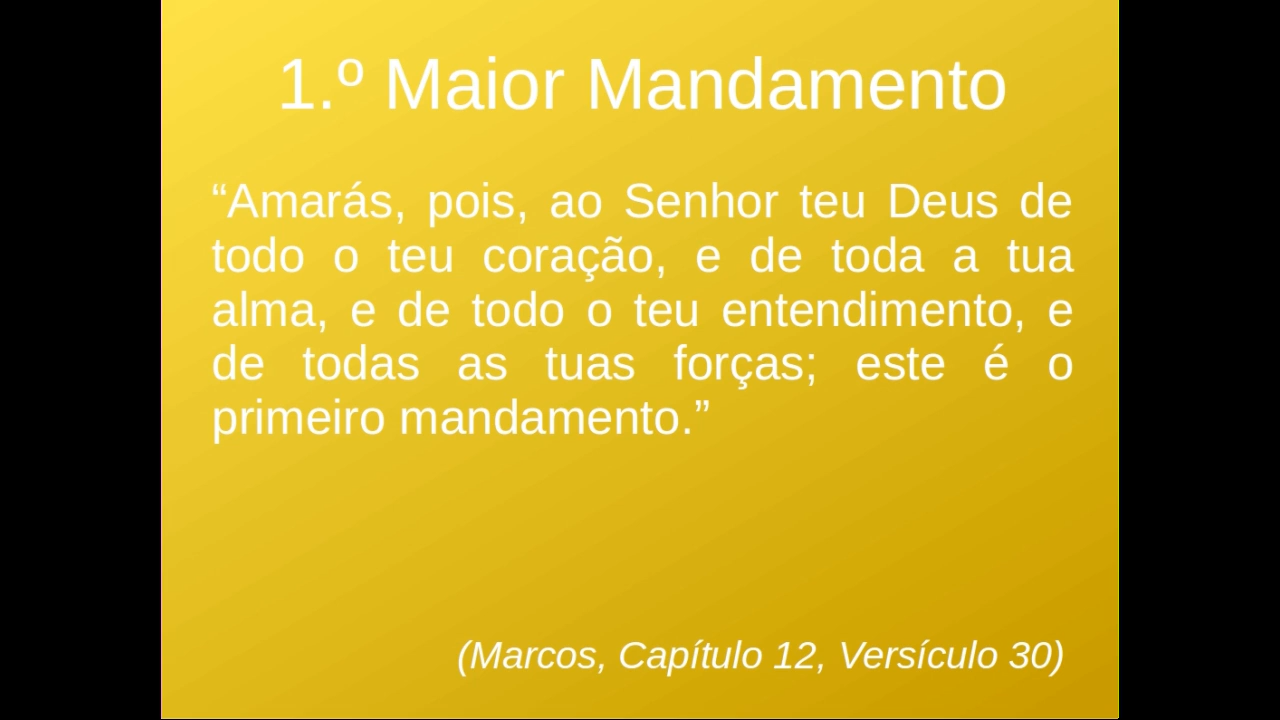 1.º Maior Mandamento
“Amarás, pois, ao Senhor teu Deus de
todo o teu coração, e de toda a tua
alma, e de todo o teu entendimento, e
de todas as tuas forças; este é o
primeiro mandamento.”
(Marcos, Capítulo 12, Versículo 30)